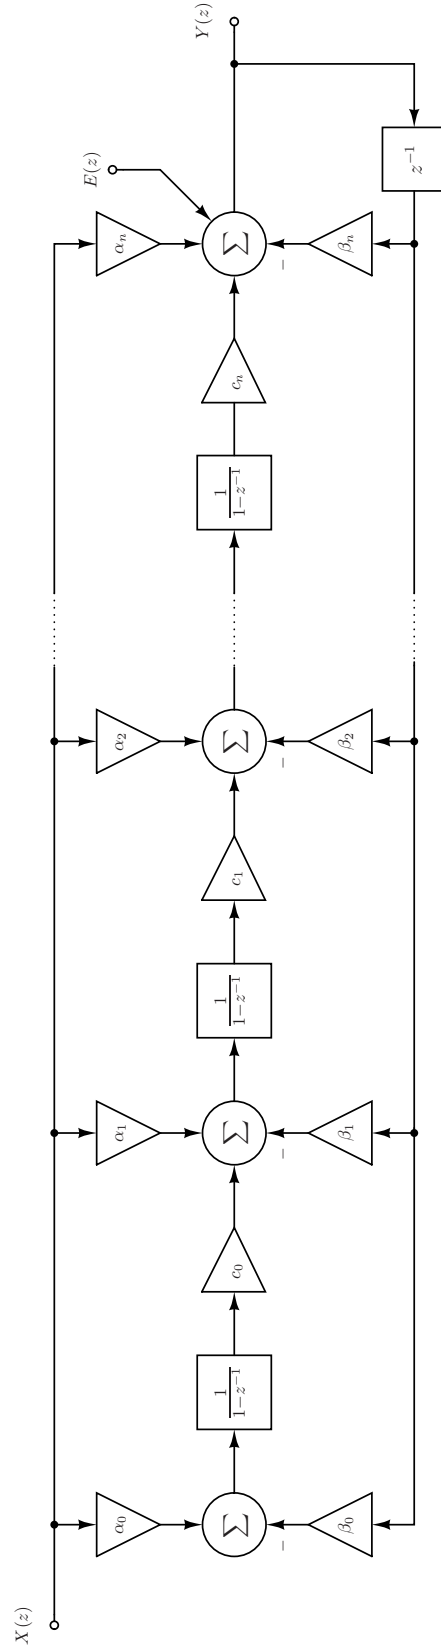 X(z)
α₀
α₁
α₂
αₙ
E(z)
Y(z)
Σ
1/(1−z⁻¹)
c₀
Σ
1/(1−z⁻¹)
c₁
Σ
1/(1−z⁻¹)
cₙ
Σ
−
−
−
−
β₀
β₁
β₂
βₙ
z⁻¹